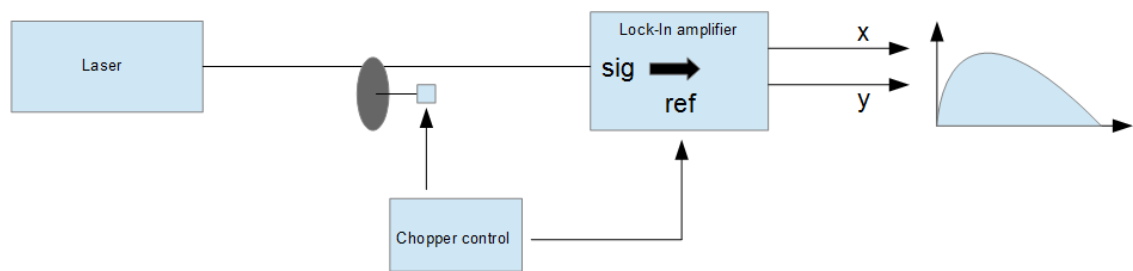 Laser
Lock-In amplifier
sig
ref
x
y
Chopper control